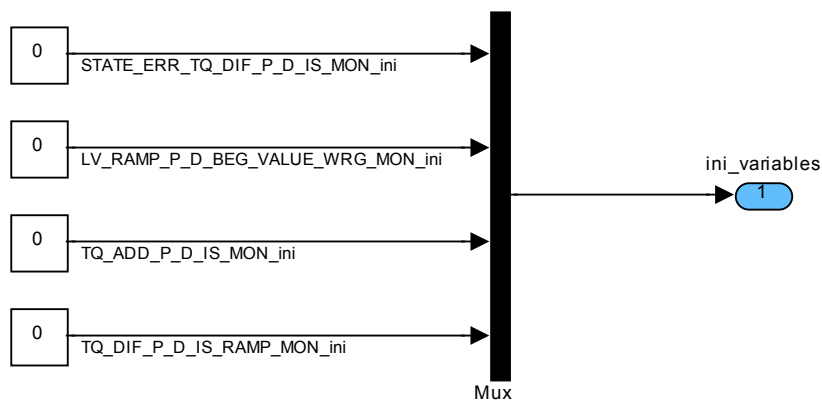 0
STATE_ERR_TQ_DIF_P_D_IS_MON_ini
0
LV_RAMP_P_D_BEG_VALUE_WRG_MON_ini
ini_variables
1
0
TQ_ADD_P_D_IS_MON_ini
0
TQ_DIF_P_D_IS_RAMP_MON_ini
Mux